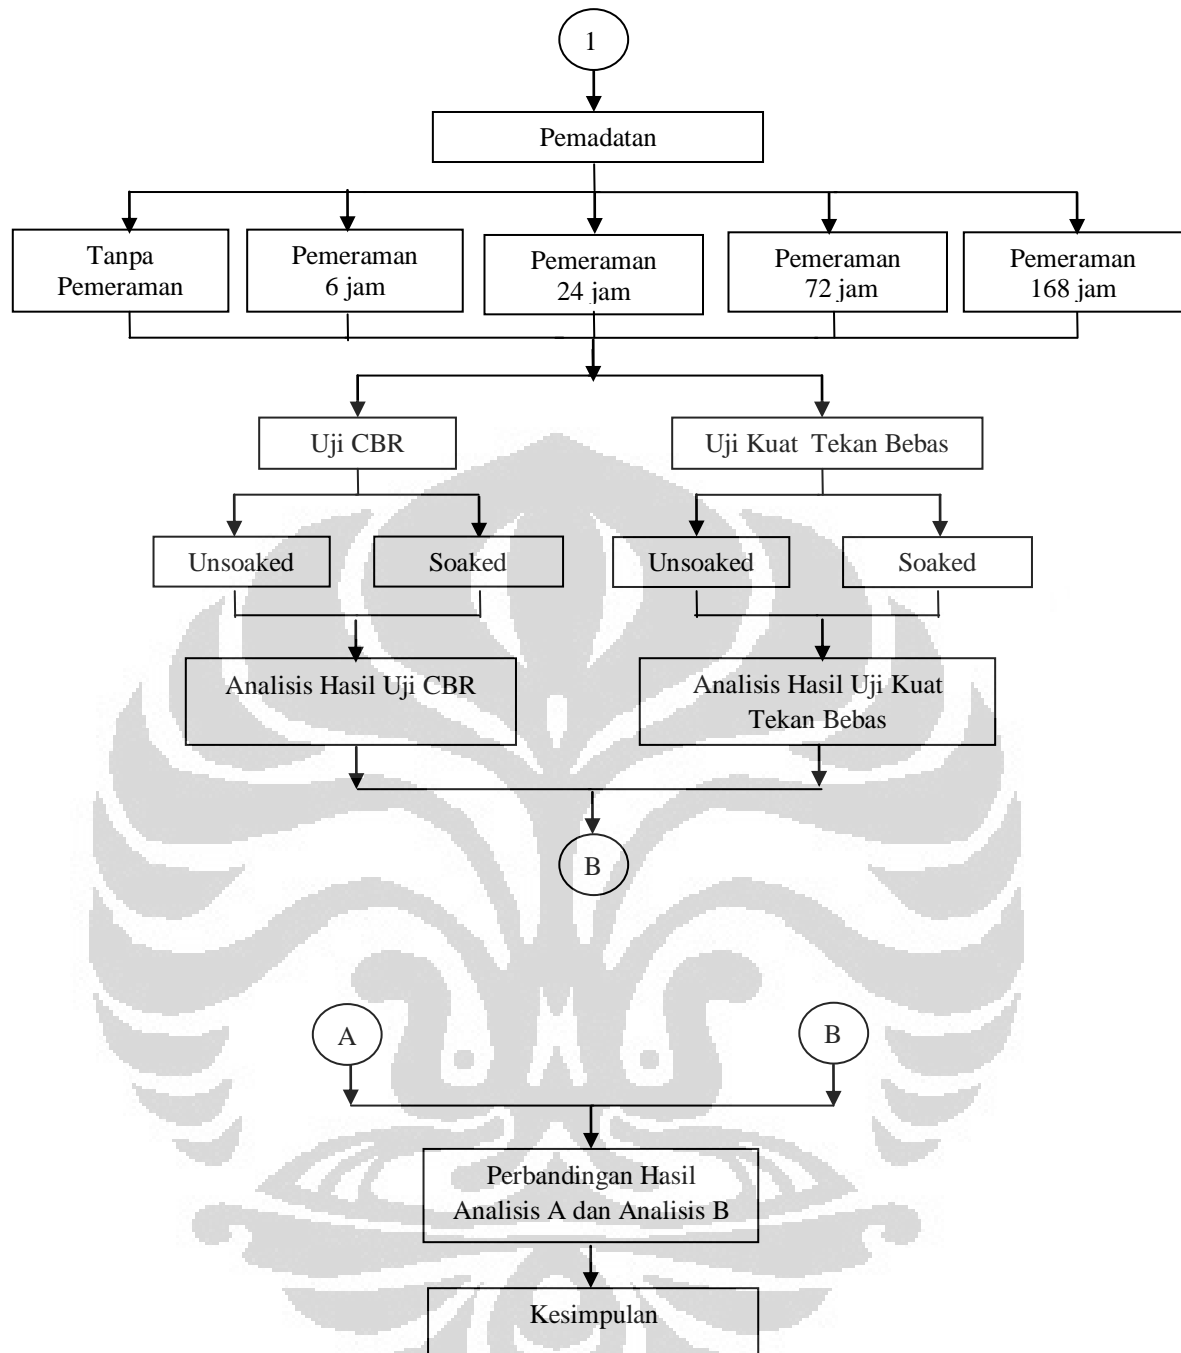 1
Pemadatan
Tanpa
Pemeraman
Pemeraman
6 jam
Pemeraman
24 jam
Pemeraman
72 jam
Pemeraman
168 jam
Uji CBR
Uji Kuat Tekan Bebas
Unsoaked
Soaked
Unsoaked
Soaked
Analisis Hasil Uji CBR
Analisis Hasil Uji Kuat
Tekan Bebas
B
A
B
Perbandingan Hasil
Analisis A dan Analisis B
Kesimpulan